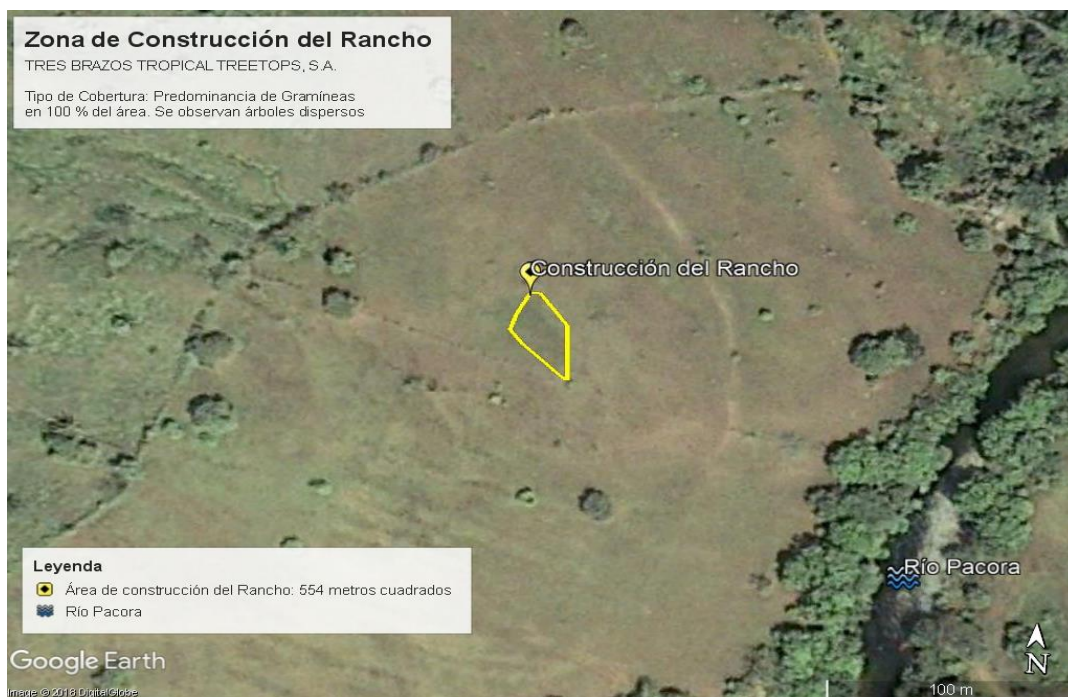 Zona de Construcción del Rancho
TRES BRAZOS TROPICAL TREETOPS, S.A.
Tipo de Cobertura: Predominancia de Gramíneas
en 100 % del área. Se observan árboles dispersos
Construcción del Rancho
Leyenda
Área de construcción del Rancho: 554 metros cuadrados
Río Pacora
Río Pacora
Google Earth
N
Image © 2018 DigitalGlobe
100 m